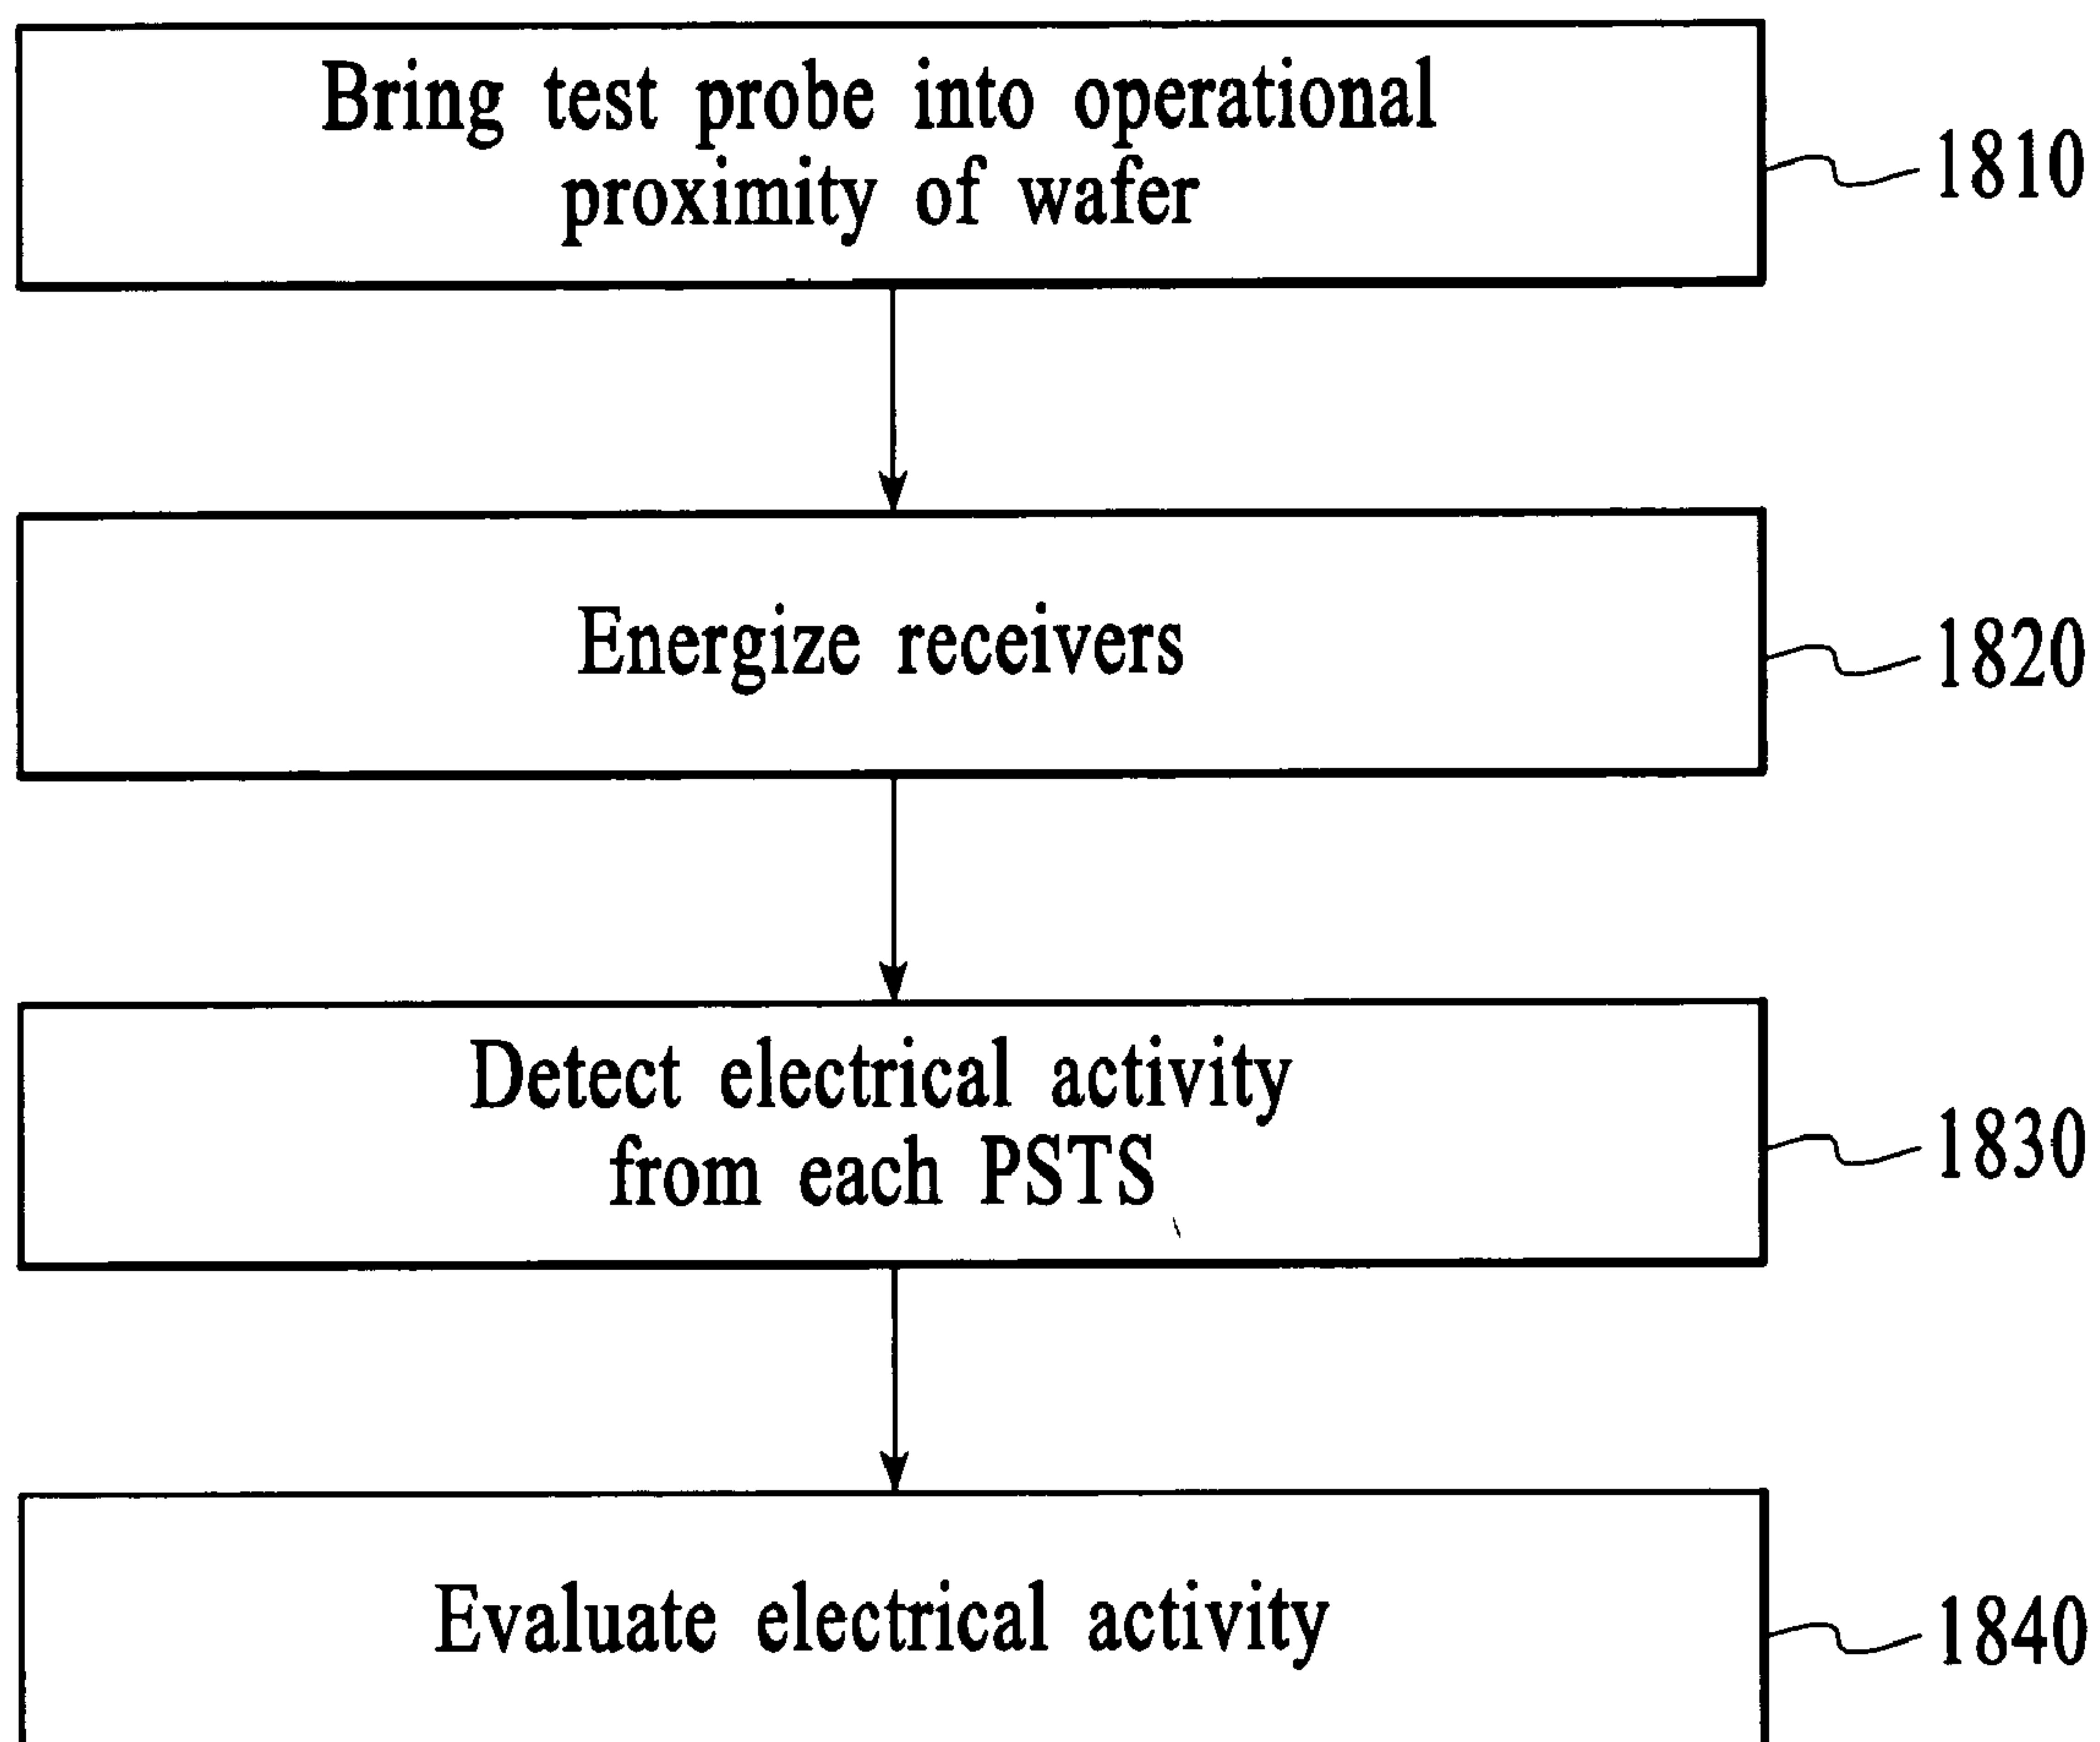 Bring test probe into operational
proximity of wafer
1810
Energize receivers
1820
Detect electrical activity
from each PSTS
1830
Evaluate electrical activity
1840